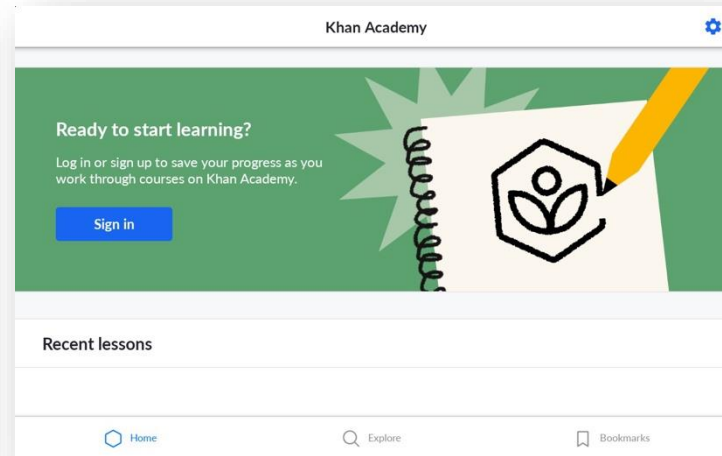 Khan Academy
Ready to start learning?
Log in or sign up to save your progress as you
work through courses on Khan Academy.
Sign in
Recent lessons
Home
Explore
Bookmarks